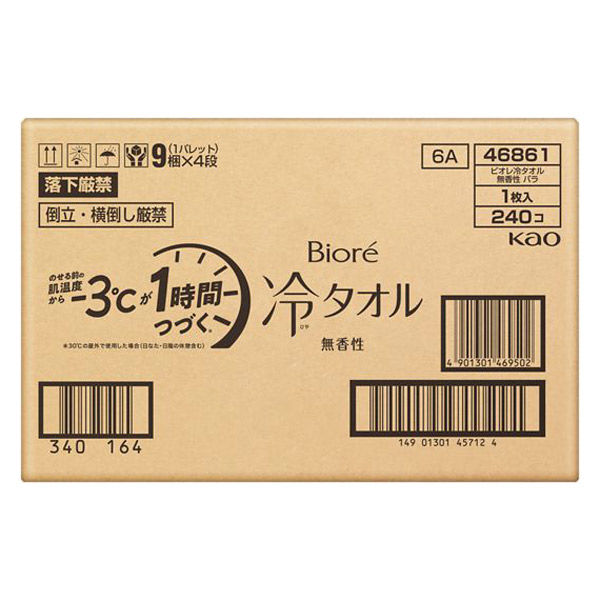 9梱×4段
(1パレット)
6A
46861
ビオレ冷タオル
無香性 バラ
1枚入
240コ
Kao
落下厳禁
倒立・横倒し厳禁
のせる前の
肌温度
から
-3℃が1時間
つづく。
※30℃の屋外で使用した場合(日なた・日陰の休憩含む)
Bioré
冷タオル
ひや
無香性
4 901301 469502
340 164
149 01301 45712 4